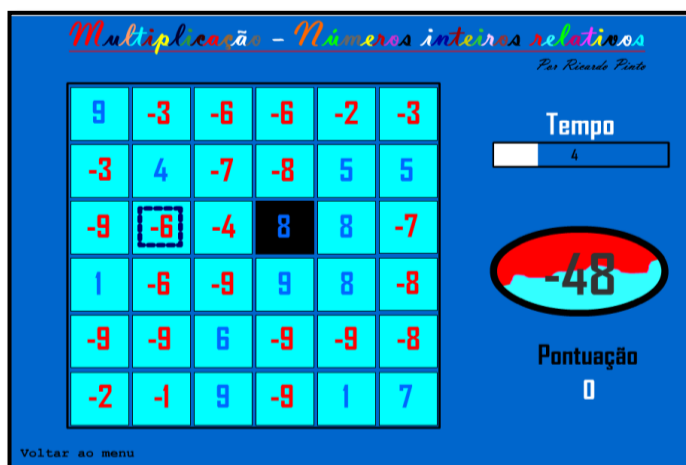 Multiplicação - Números inteiros relativos
Por Ricardo Pinto
9 -3 -6 -6 -2 -3
-3 4 -7 -8 5 5
-9 -6 -4 8 8 -7
1 -6 -9 9 8 -8
-9 -9 6 -9 -9 -8
-2 -1 9 -9 1 7
Tempo
4
-48
Pontuação
0
Voltar ao menu